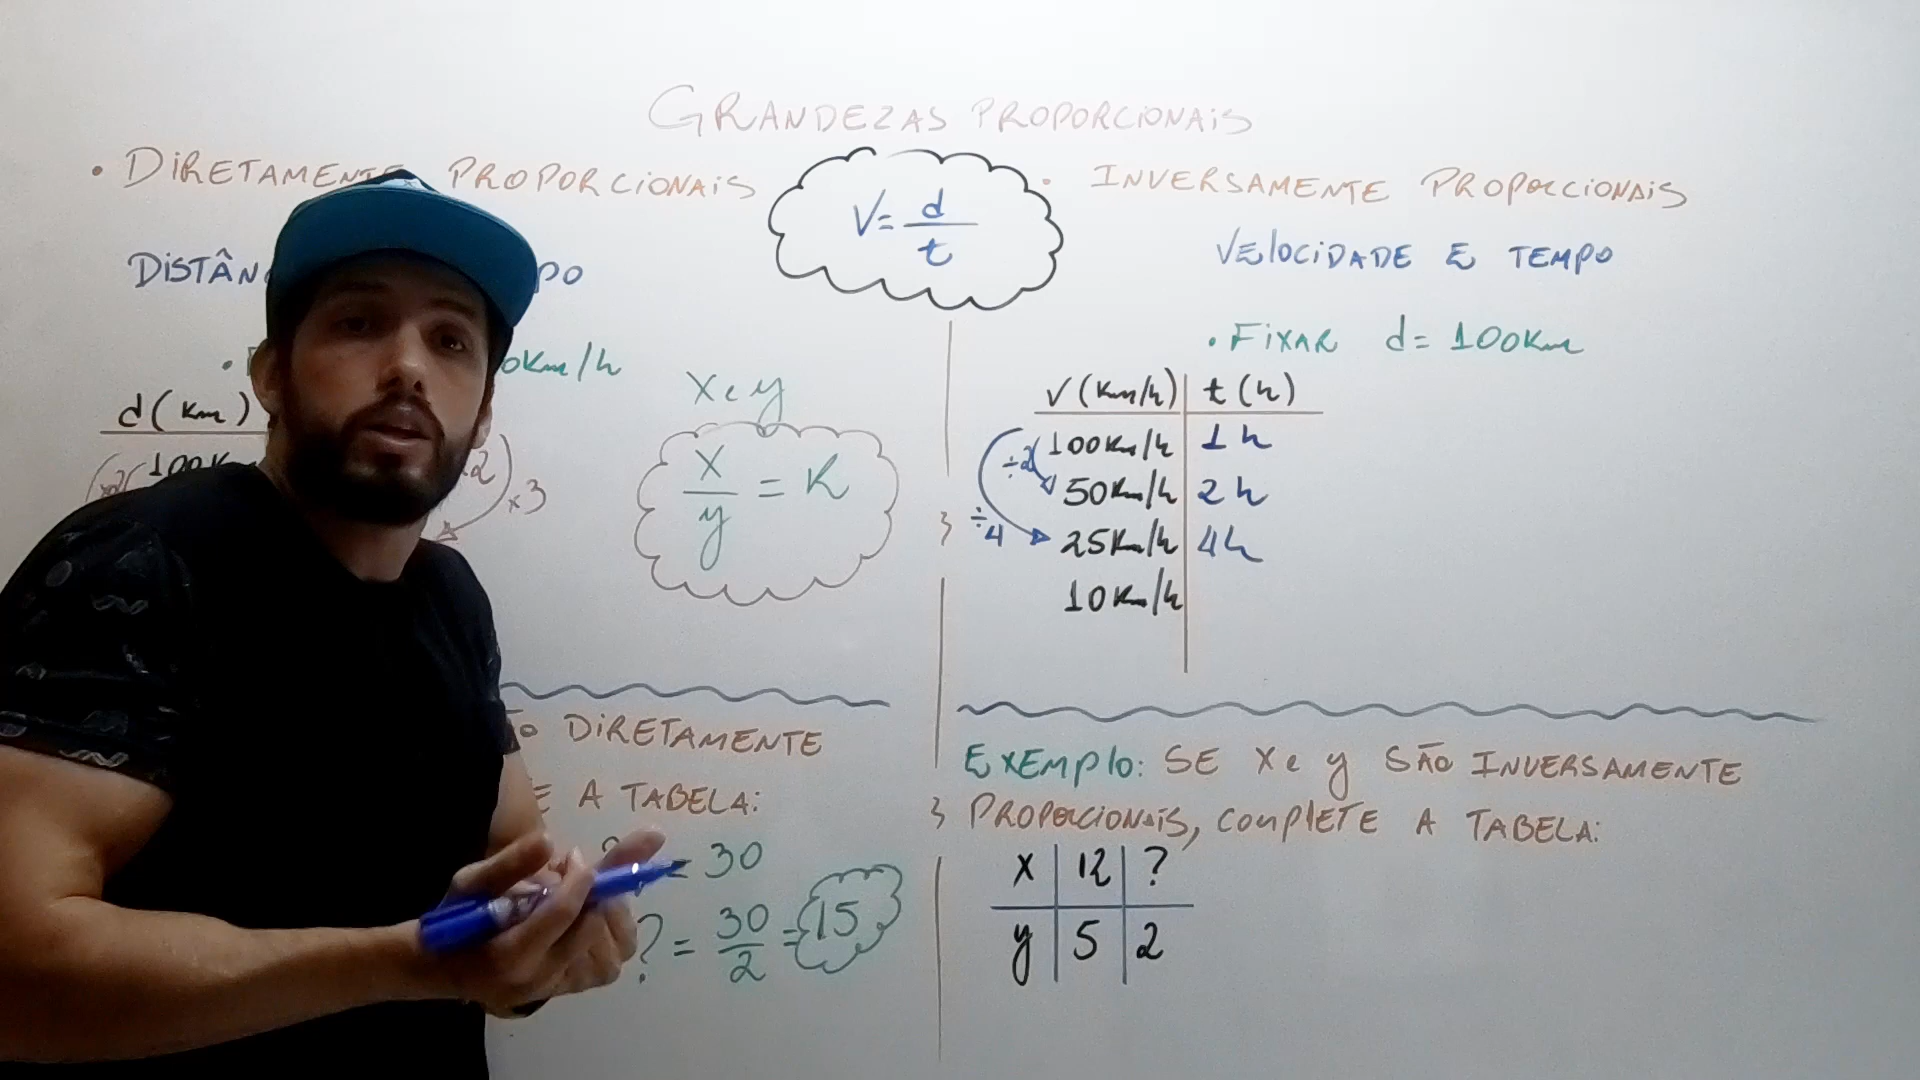 GRANDEZAS PROPORCIONAIS
• DIRETAMENTE PROPORCIONAIS
d (km)
x e y
x/y = K
x3
V = d/t
• INVERSAMENTE PROPORCIONAIS
VELOCIDADE E TEMPO
• FIXAR d= 100Km
V (Km/h) t (h)
100Km/h 1h
50Km/h 2h
25Km/h 4h
10Km/h
÷2
÷4
DIRETAMENTE
E A TABELA:
= 30
? = 30/2 = 15
EXEMPLO: SE X e y SÃO INVERSAMENTE
PROPORCIONAIS, COMPLETE A TABELA:
x 12 ?
y 5 2